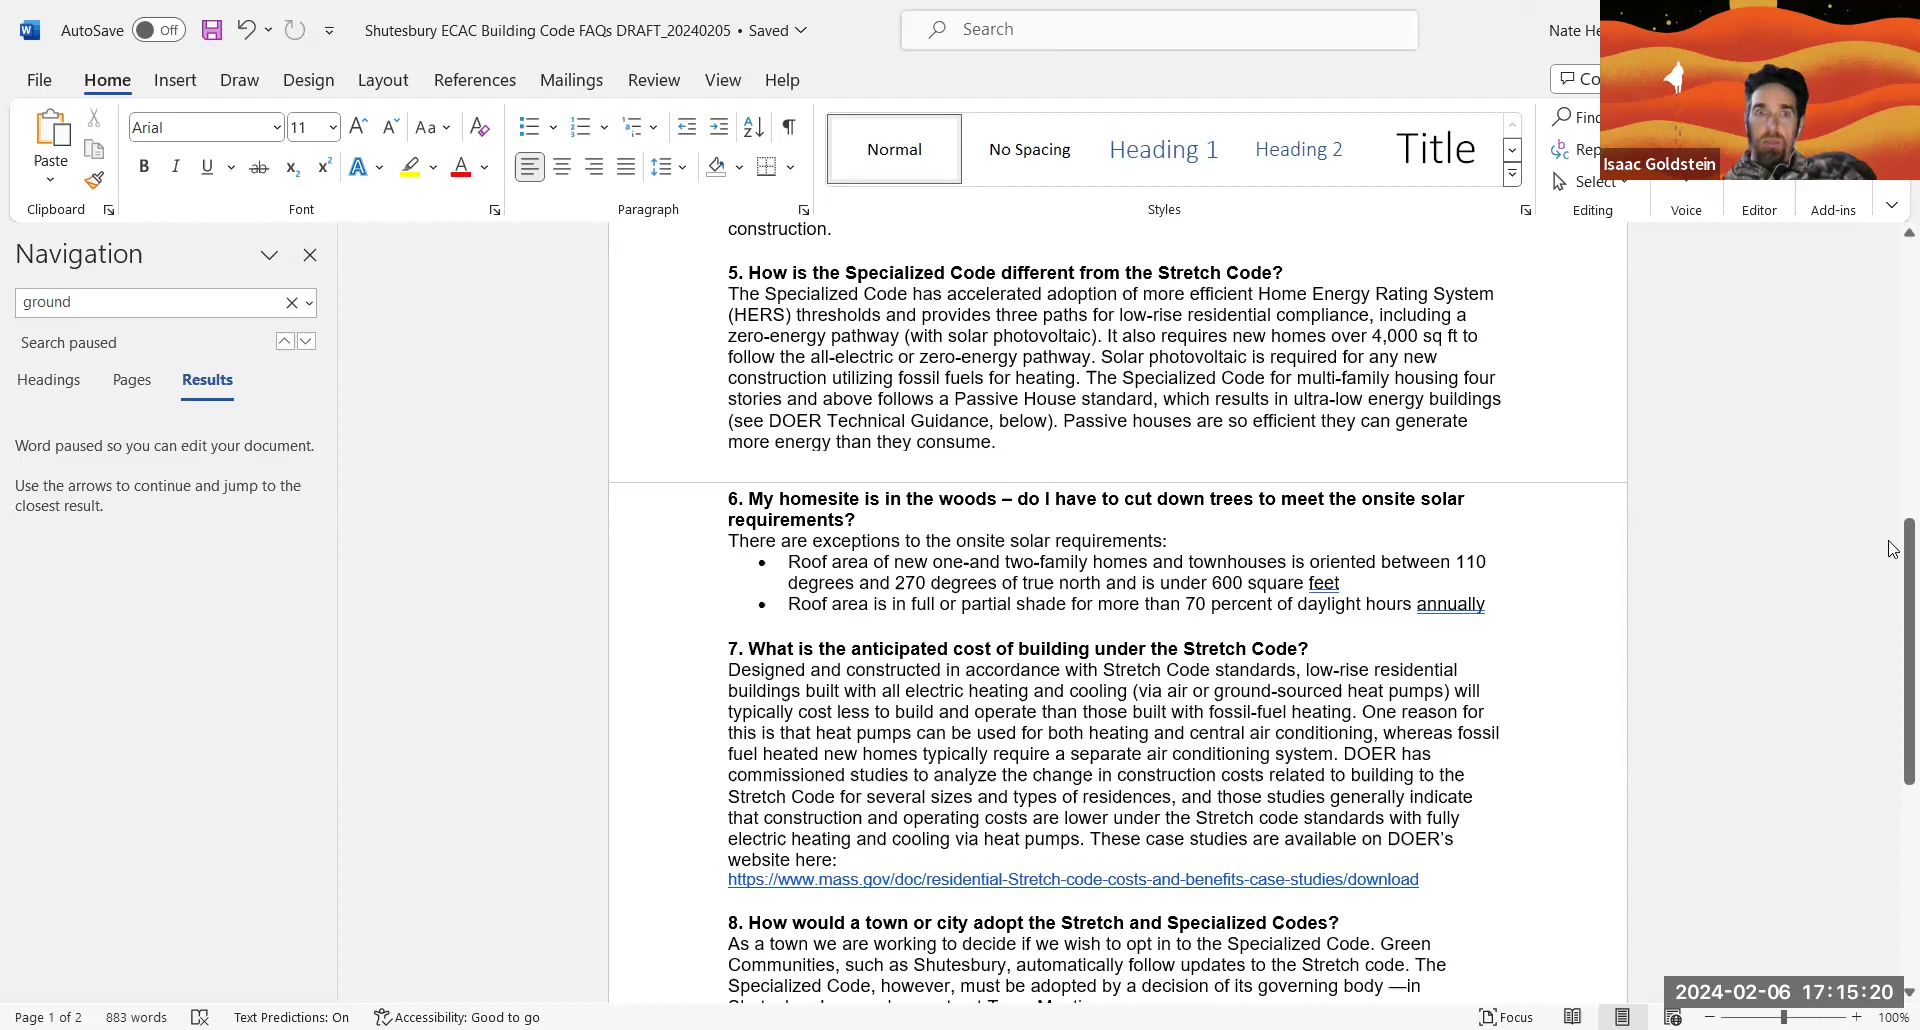 AutoSave Off Shutesbury ECAC Building Code FAQs DRAFT_20240205 • Saved Search Nate He
File Home Insert Draw Design Layout References Mailings Review View Help Co
Paste Arial 11 Aa Normal No Spacing Heading 1 Heading 2 Title Find
Rep
Select
Isaac Goldstein
Clipboard Font Paragraph Styles Editing Voice Editor Add-ins
Navigation
ground
Search paused
Headings Pages Results
Word paused so you can edit your document.
Use the arrows to continue and jump to the
closest result.
construction.
5. How is the Specialized Code different from the Stretch Code?
The Specialized Code has accelerated adoption of more efficient Home Energy Rating System
(HERS) thresholds and provides three paths for low-rise residential compliance, including a
zero-energy pathway (with solar photovoltaic). It also requires new homes over 4,000 sq ft to
follow the all-electric or zero-energy pathway. Solar photovoltaic is required for any new
construction utilizing fossil fuels for heating. The Specialized Code for multi-family housing four
stories and above follows a Passive House standard, which results in ultra-low energy buildings
(see DOER Technical Guidance, below). Passive houses are so efficient they can generate
more energy than they consume.
6. My homesite is in the woods – do I have to cut down trees to meet the onsite solar
requirements?
There are exceptions to the onsite solar requirements:
• Roof area of new one-and two-family homes and townhouses is oriented between 110
degrees and 270 degrees of true north and is under 600 square feet
• Roof area is in full or partial shade for more than 70 percent of daylight hours annually
7. What is the anticipated cost of building under the Stretch Code?
Designed and constructed in accordance with Stretch Code standards, low-rise residential
buildings built with all electric heating and cooling (via air or ground-sourced heat pumps) will
typically cost less to build and operate than those built with fossil-fuel heating. One reason for
this is that heat pumps can be used for both heating and central air conditioning, whereas fossil
fuel heated new homes typically require a separate air conditioning system. DOER has
commissioned studies to analyze the change in construction costs related to building to the
Stretch Code for several sizes and types of residences, and those studies generally indicate
that construction and operating costs are lower under the Stretch code standards with fully
electric heating and cooling via heat pumps. These case studies are available on DOER's
website here:
https://www.mass.gov/doc/residential-Stretch-code-costs-and-benefits-case-studies/download
8. How would a town or city adopt the Stretch and Specialized Codes?
As a town we are working to decide if we wish to opt in to the Specialized Code. Green
Communities, such as Shutesbury, automatically follow updates to the Stretch code. The
Specialized Code, however, must be adopted by a decision of its governing body —in
2024-02-06 17:15:20
Page 1 of 2 883 words Text Predictions: On Accessibility: Good to go Focus 100%